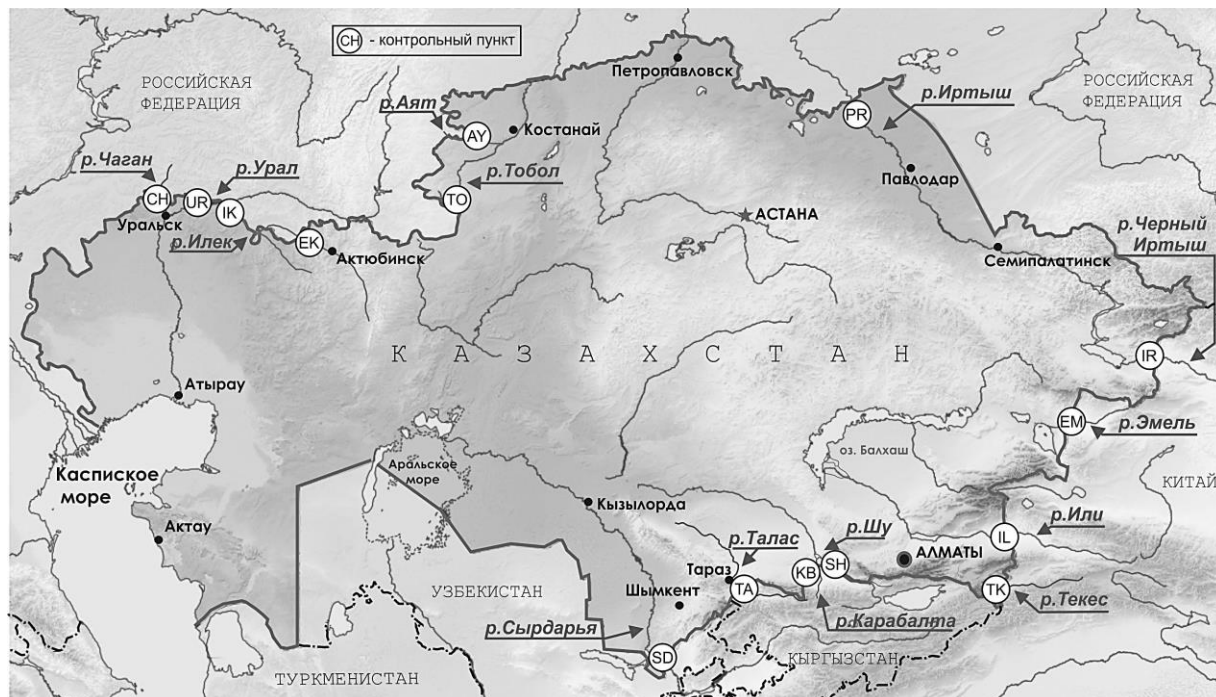 CH - контрольный пункт
Петропавловск
РОССИЙСКАЯ
ФЕДЕРАЦИЯ
РОССИЙСКАЯ
ФЕДЕРАЦИЯ
р.Аят
р.Иртыш
PR
AY
Костанай
р.Чаган
р.Урал
р.Тобол
Павлодар
CH
UR
IK
TO
Уральск
АСТАНА
р.Черный
Иртыш
р.Илек
EK
Актюбинск
Семипалатинск
КАЗАХСТАН
IR
Атырау
EM
р.Эмель
оз. Балхаш
Аральское
море
Каспиское
море
КИТАЙ
Кызылорда
Актау
р.Шу
р.Или
IL
р.Талас
АЛМАТЫ
SH
KB
Тараз
TA
TK
УЗБЕКИСТАН
Шымкент
р.Текес
р.Сырдарья
р.Карабалта
SD
КЫРГЫЗСТАН
ТУРКМЕНИСТАН